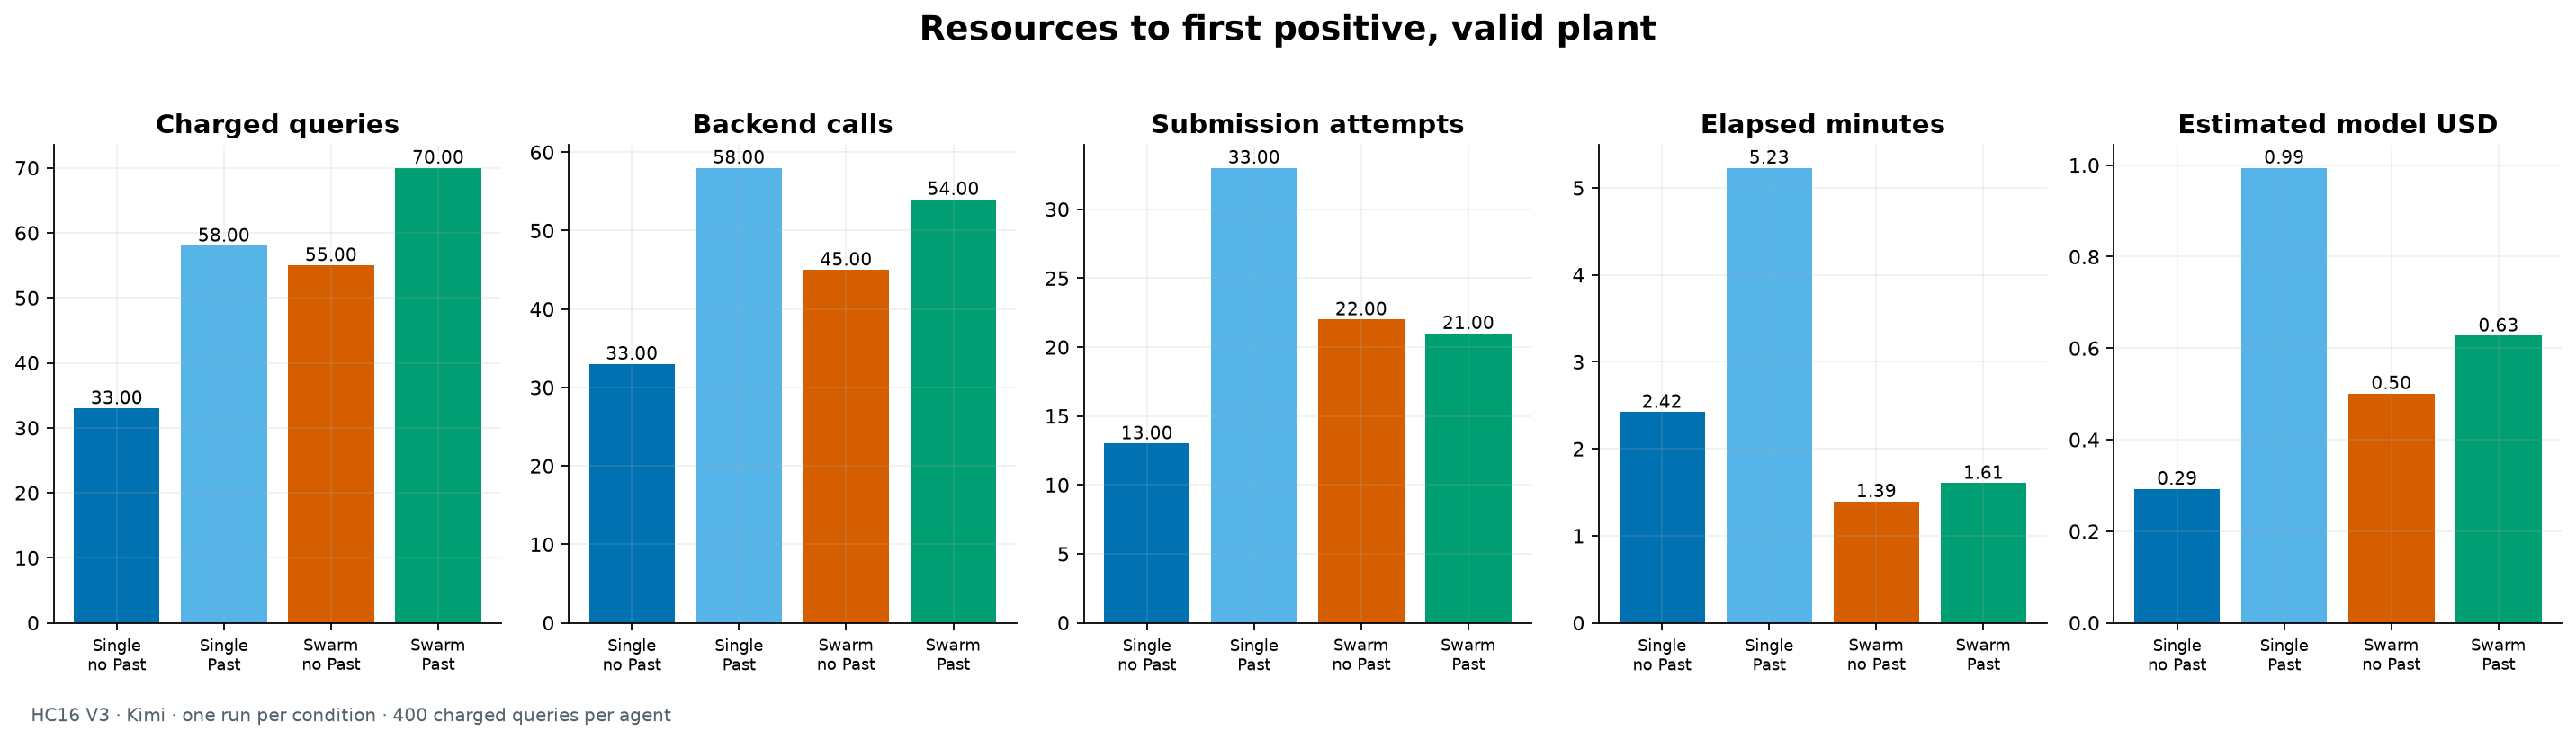 Resources to first positive, valid plant
Charged queries
70
60
50
40
30
20
10
0
33.00
58.00
55.00
70.00
Single
no Past
Single
Past
Swarm
no Past
Swarm
Past
Backend calls
60
50
40
30
20
10
0
33.00
58.00
45.00
54.00
Single
no Past
Single
Past
Swarm
no Past
Swarm
Past
Submission attempts
30
25
20
15
10
5
0
13.00
33.00
22.00
21.00
Single
no Past
Single
Past
Swarm
no Past
Swarm
Past
Elapsed minutes
5
4
3
2
1
0
2.42
5.23
1.39
1.61
Single
no Past
Single
Past
Swarm
no Past
Swarm
Past
Estimated model USD
1.0
0.8
0.6
0.4
0.2
0.0
0.29
0.99
0.50
0.63
Single
no Past
Single
Past
Swarm
no Past
Swarm
Past
HC16 V3 · Kimi · one run per condition · 400 charged queries per agent